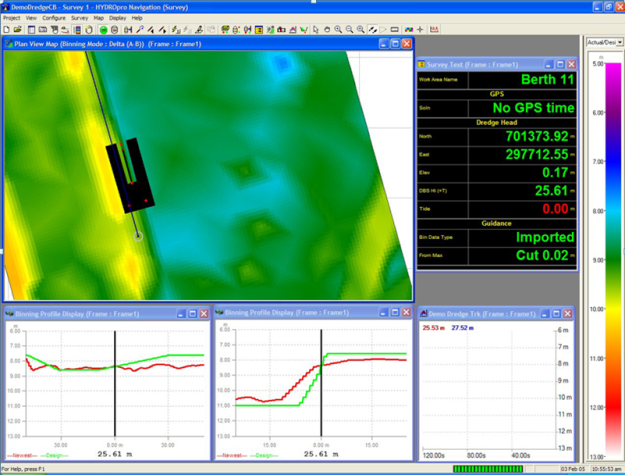 DemoDredgeCB - Survey 1 - HYDROpro Navigation (Survey)
Project View Configure Survey Map Display Help
Plan View Map (Binning Mode : Delta (A-B)) (Frame : Frame1)
Survey Text (Frame : Frame1)
Work Area Name Berth 11
GPS
No GPS time
Dredge Head
North 701373.92 m
East 297712.55 m
Elev 0.17 m
DBS Ht (+T) 25.61 m
Tide 0.00 m
Guidance
Bin Data Type Imported
From Max Cut 0.02 m
Actual/Desi
5.00
6.00
7.00
8.00
9.00
10.00
11.00
12.00
13.00
Binning Profile Display (Frame : Frame1)
m
6.00
7.00
8.00
9.00
10.00
11.00
12.00
13.00
0.00 m
Newest Design
25.61 m
Binning Profile Display (Frame : Frame1)
m
6.00
8.00
9.00
10.00
11.00
12.00
13.00
15.00 0.00 m 15.00
Newest Design
25.61 m
Demo Dredge Trk (Frame : Frame1)
25.53 m 27.52 m
6 m
7 m
8 m
9 m
10 m
11 m
12 m
13 m
120.00s 80.00s 40.00s
For Help, press F1
03 Feb 05 10:55:53 am